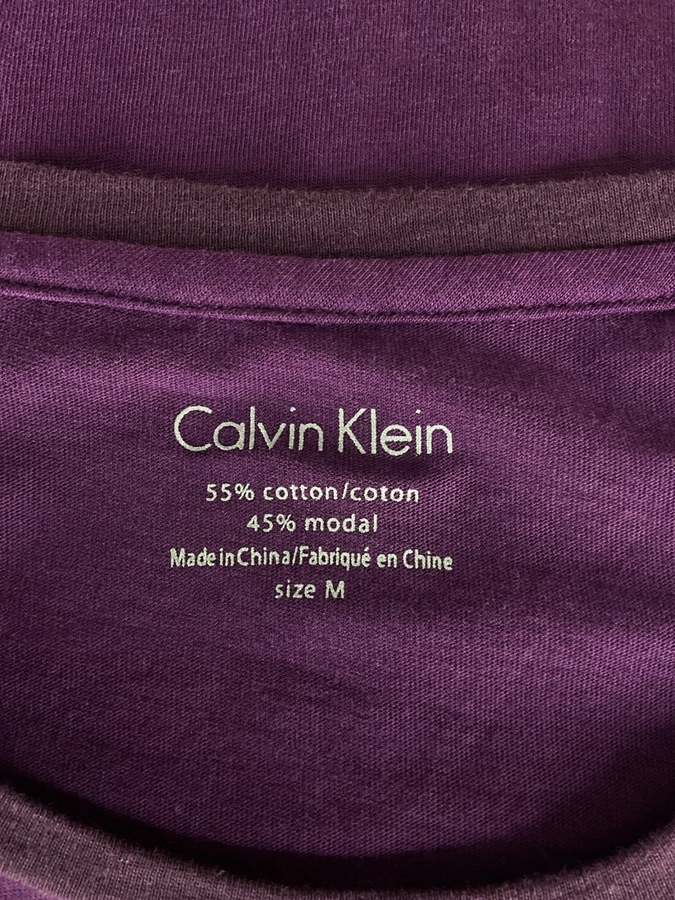 Calvin Klein
55% cotton/coton
45% modal
Made in China/Fabriqué en Chine
size M